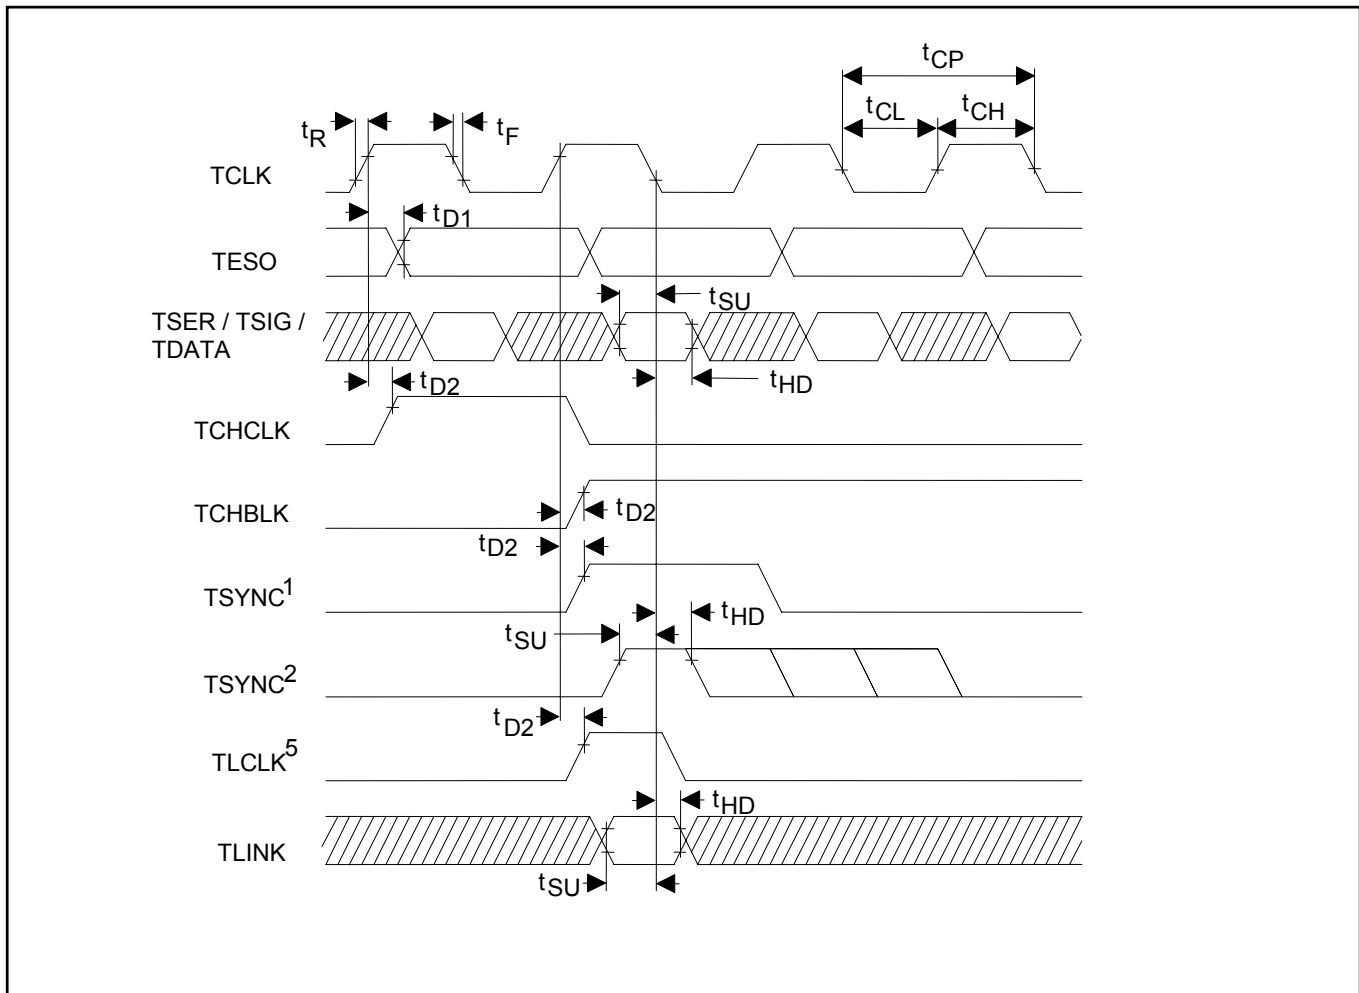 tCP
tCL tCH
tR tF
TCLK
tD1
TESO
tSU
TSER / TSIG /
TDATA
tHD
tD2
TCHCLK
TCHBLK
tD2
tD2
TSYNC1
tHD
tSU
TSYNC2
tD2
TLCLK5
tHD
TLINK
tSU